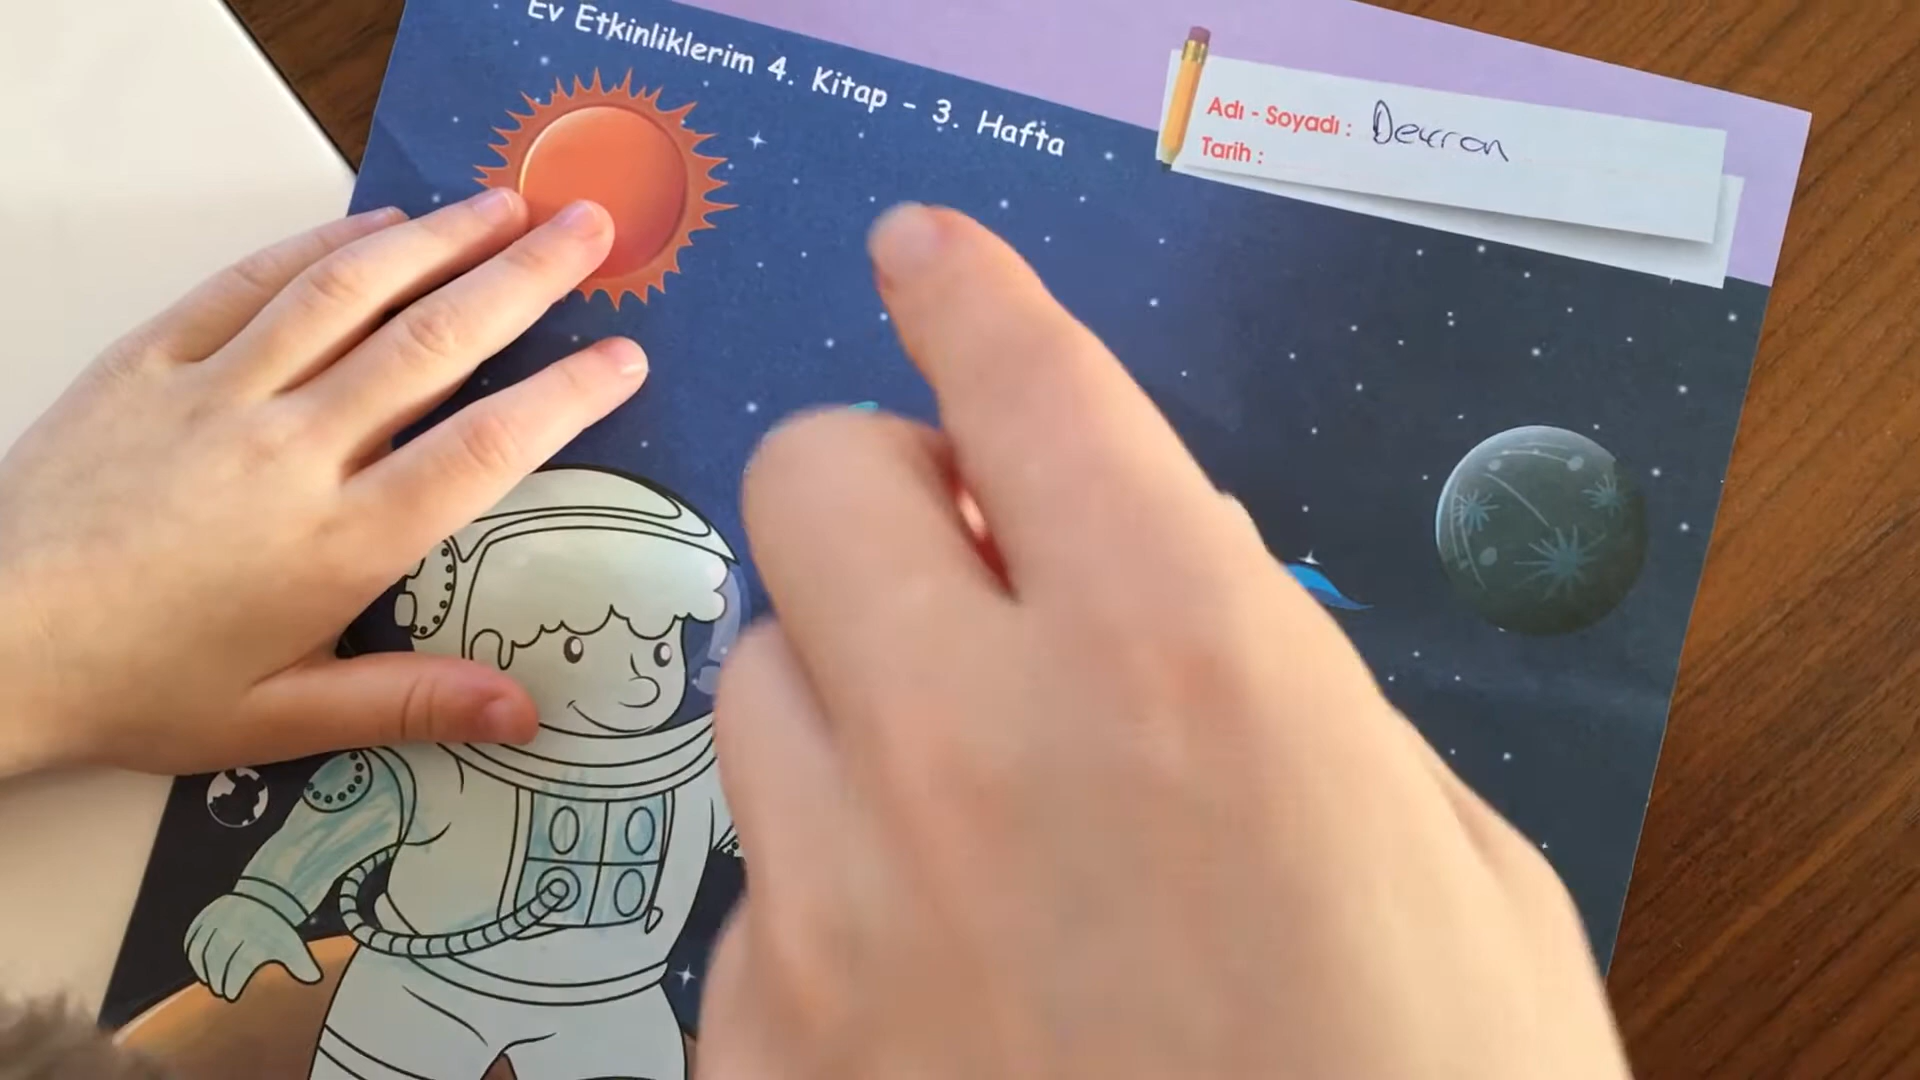 Ev Etkinliklerim 4. Kitap - 3. Hafta
Adı - Soyadı : Devran
Tarih :